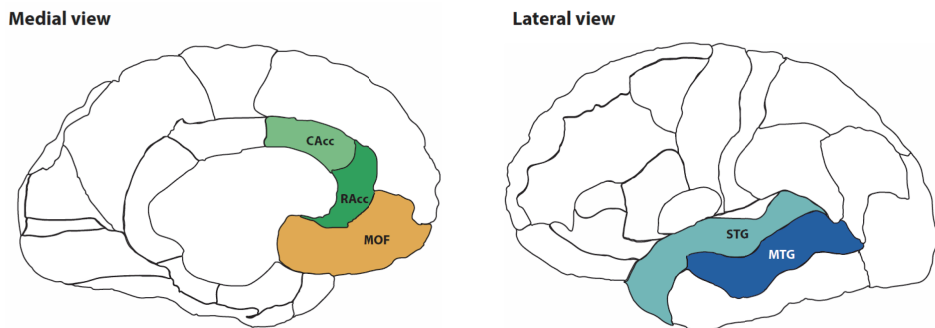 Medial view
Lateral view
CAcc
RAcc
MOF
STG
MTG